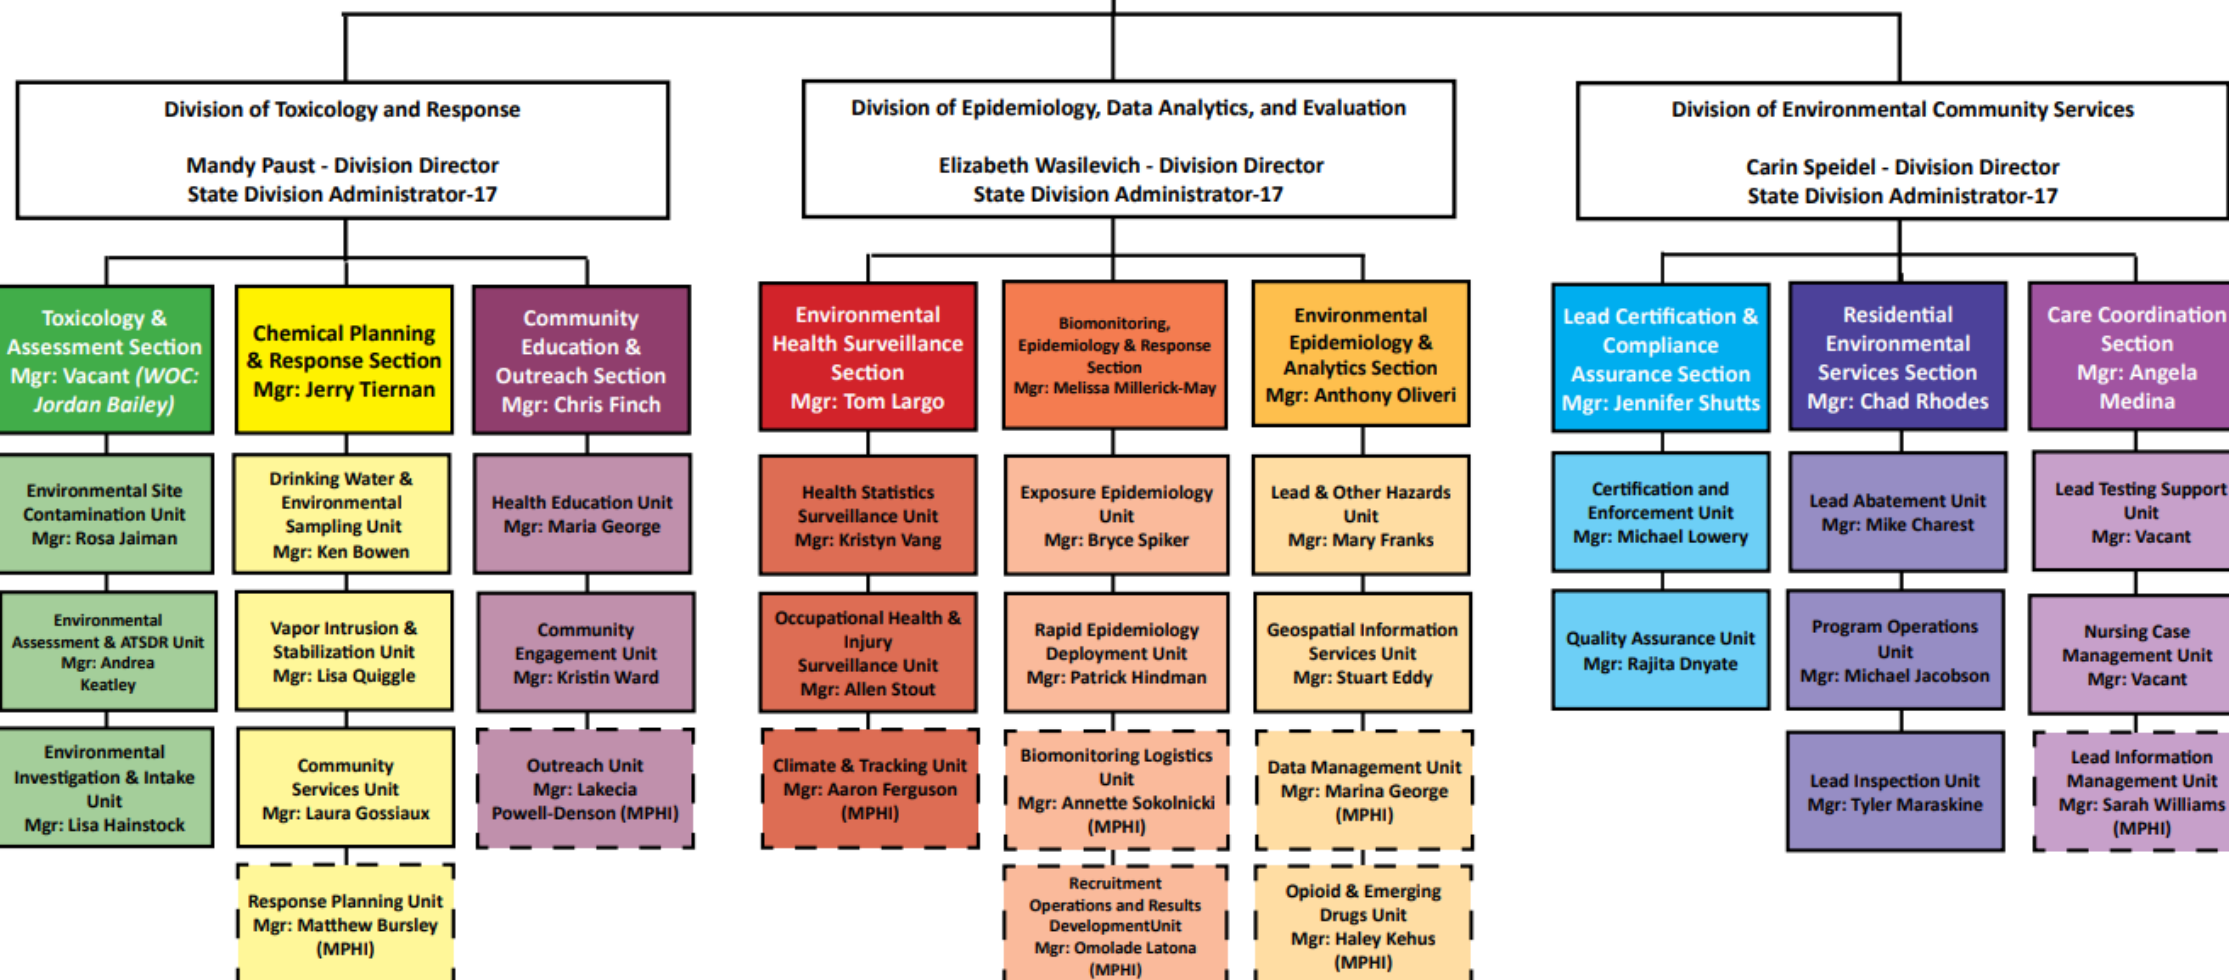 Division of Toxicology and Response
Mandy Paust - Division Director
State Division Administrator-17
Division of Epidemiology, Data Analytics, and Evaluation
Elizabeth Wasilevich - Division Director
State Division Administrator-17
Division of Environmental Community Services
Carin Speidel - Division Director
State Division Administrator-17
Toxicology &
Assessment Section
Mgr: Vacant (WOC:
Jordan Bailey)
Chemical Planning
& Response Section
Mgr: Jerry Tiernan
Community
Education &
Outreach Section
Mgr: Chris Finch
Environmental
Health Surveillance
Section
Mgr: Tom Largo
Biomonitoring,
Epidemiology & Response
Section
Mgr: Melissa Millerick-May
Environmental
Epidemiology &
Analytics Section
Mgr: Anthony Oliveri
Lead Certification &
Compliance
Assurance Section
Mgr: Jennifer Shutts
Residential
Environmental
Services Section
Mgr: Chad Rhodes
Care Coordination
Section
Mgr: Angela
Medina
Environmental Site
Contamination Unit
Mgr: Rosa Jaiman
Drinking Water &
Environmental
Sampling Unit
Mgr: Ken Bowen
Health Education Unit
Mgr: Maria George
Health Statistics
Surveillance Unit
Mgr: Kristyn Vang
Exposure Epidemiology
Unit
Mgr: Bryce Spiker
Lead & Other Hazards
Unit
Mgr: Mary Franks
Certification and
Enforcement Unit
Mgr: Michael Lowery
Lead Abatement Unit
Mgr: Mike Charest
Lead Testing Support
Unit
Mgr: Vacant
Environmental
Assessment & ATSDR Unit
Mgr: Andrea
Keatley
Vapor Intrusion &
Stabilization Unit
Mgr: Lisa Quiggle
Community
Engagement Unit
Mgr: Kristin Ward
Occupational Health &
Injury
Surveillance Unit
Mgr: Allen Stout
Rapid Epidemiology
Deployment Unit
Mgr: Patrick Hindman
Geospatial Information
Services Unit
Mgr: Stuart Eddy
Quality Assurance Unit
Mgr: Rajita Dnyate
Program Operations
Unit
Mgr: Michael Jacobson
Nursing Case
Management Unit
Mgr: Vacant
Environmental
Investigation & Intake
Unit
Mgr: Lisa Hainstock
Community
Services Unit
Mgr: Laura Gossiaux
Outreach Unit
Mgr: Lakecia
Powell-Denson (MPHI)
Climate & Tracking Unit
Mgr: Aaron Ferguson
(MPHI)
Biomonitoring Logistics
Unit
Mgr: Annette Sokolnicki
(MPHI)
Data Management Unit
Mgr: Marina George
(MPHI)
Lead Inspection Unit
Mgr: Tyler Maraskine
Lead Information
Management Unit
Mgr: Sarah Williams
(MPHI)
Response Planning Unit
Mgr: Matthew Bursley
(MPHI)
Recruitment
Operations and Results
DevelopmentUnit
Mgr: Omolade Latona
(MPHI)
Opioid & Emerging
Drugs Unit
Mgr: Haley Kehus
(MPHI)